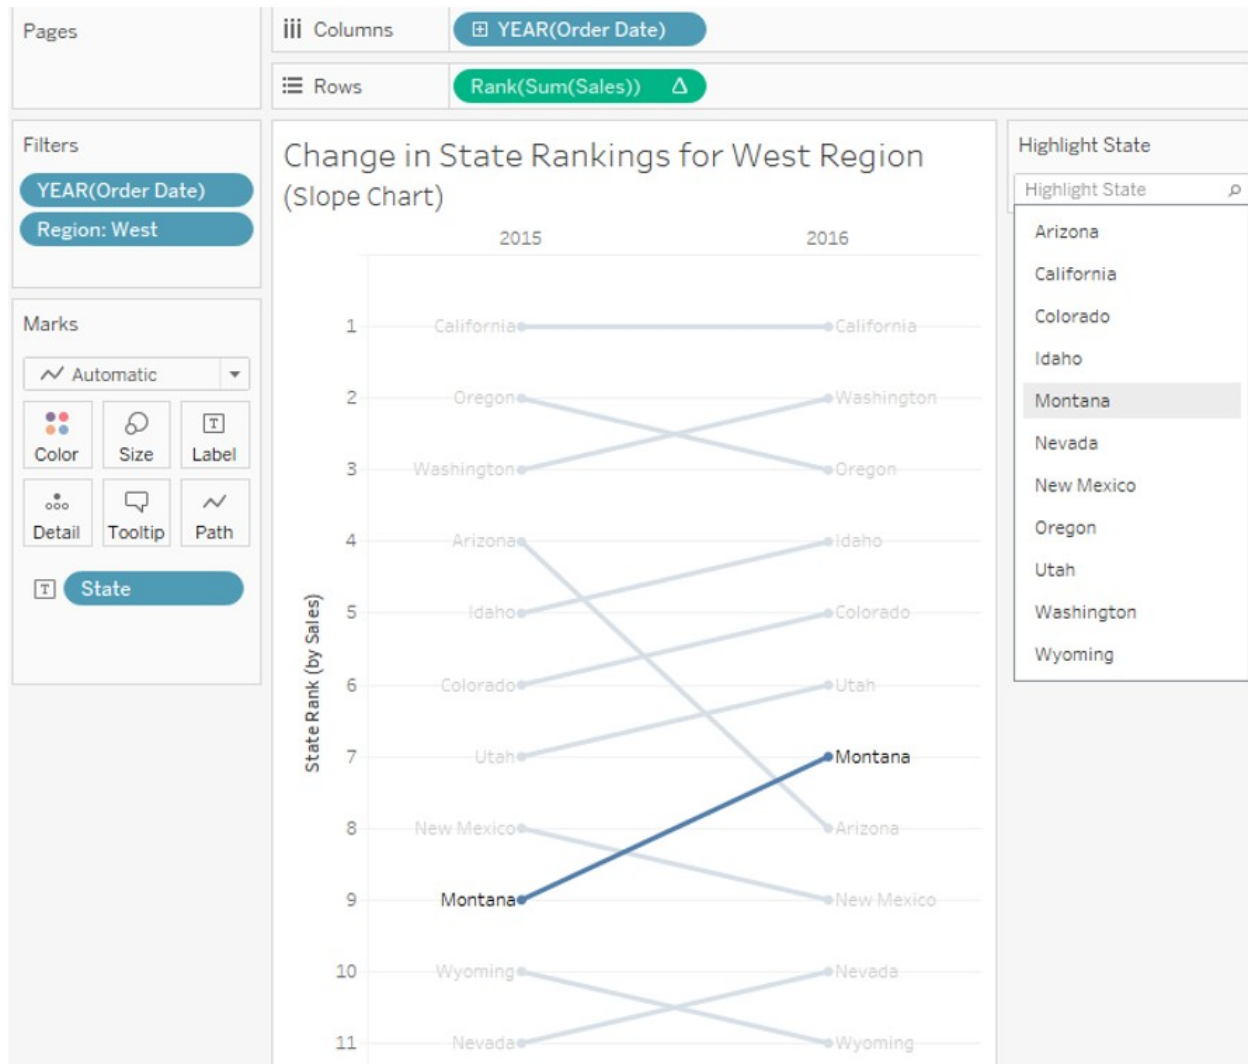 Pages
Columns
YEAR(Order Date)
Rows
Rank(Sum(Sales))
Filters
YEAR(Order Date)
Region: West
Marks
Automatic
Color Size Label
Detail Tooltip Path
State
Change in State Rankings for West Region
(Slope Chart)
2015 2016
State Rank (by Sales)
1 California California
2 Oregon Washington
3 Washington Oregon
4 Arizona Idaho
5 Idaho Colorado
6 Colorado Utah
7 Utah Montana
8 New Mexico Arizona
9 Montana New Mexico
10 Wyoming Nevada
11 Nevada Wyoming
Highlight State
Highlight State
Arizona
California
Colorado
Idaho
Montana
Nevada
New Mexico
Oregon
Utah
Washington
Wyoming